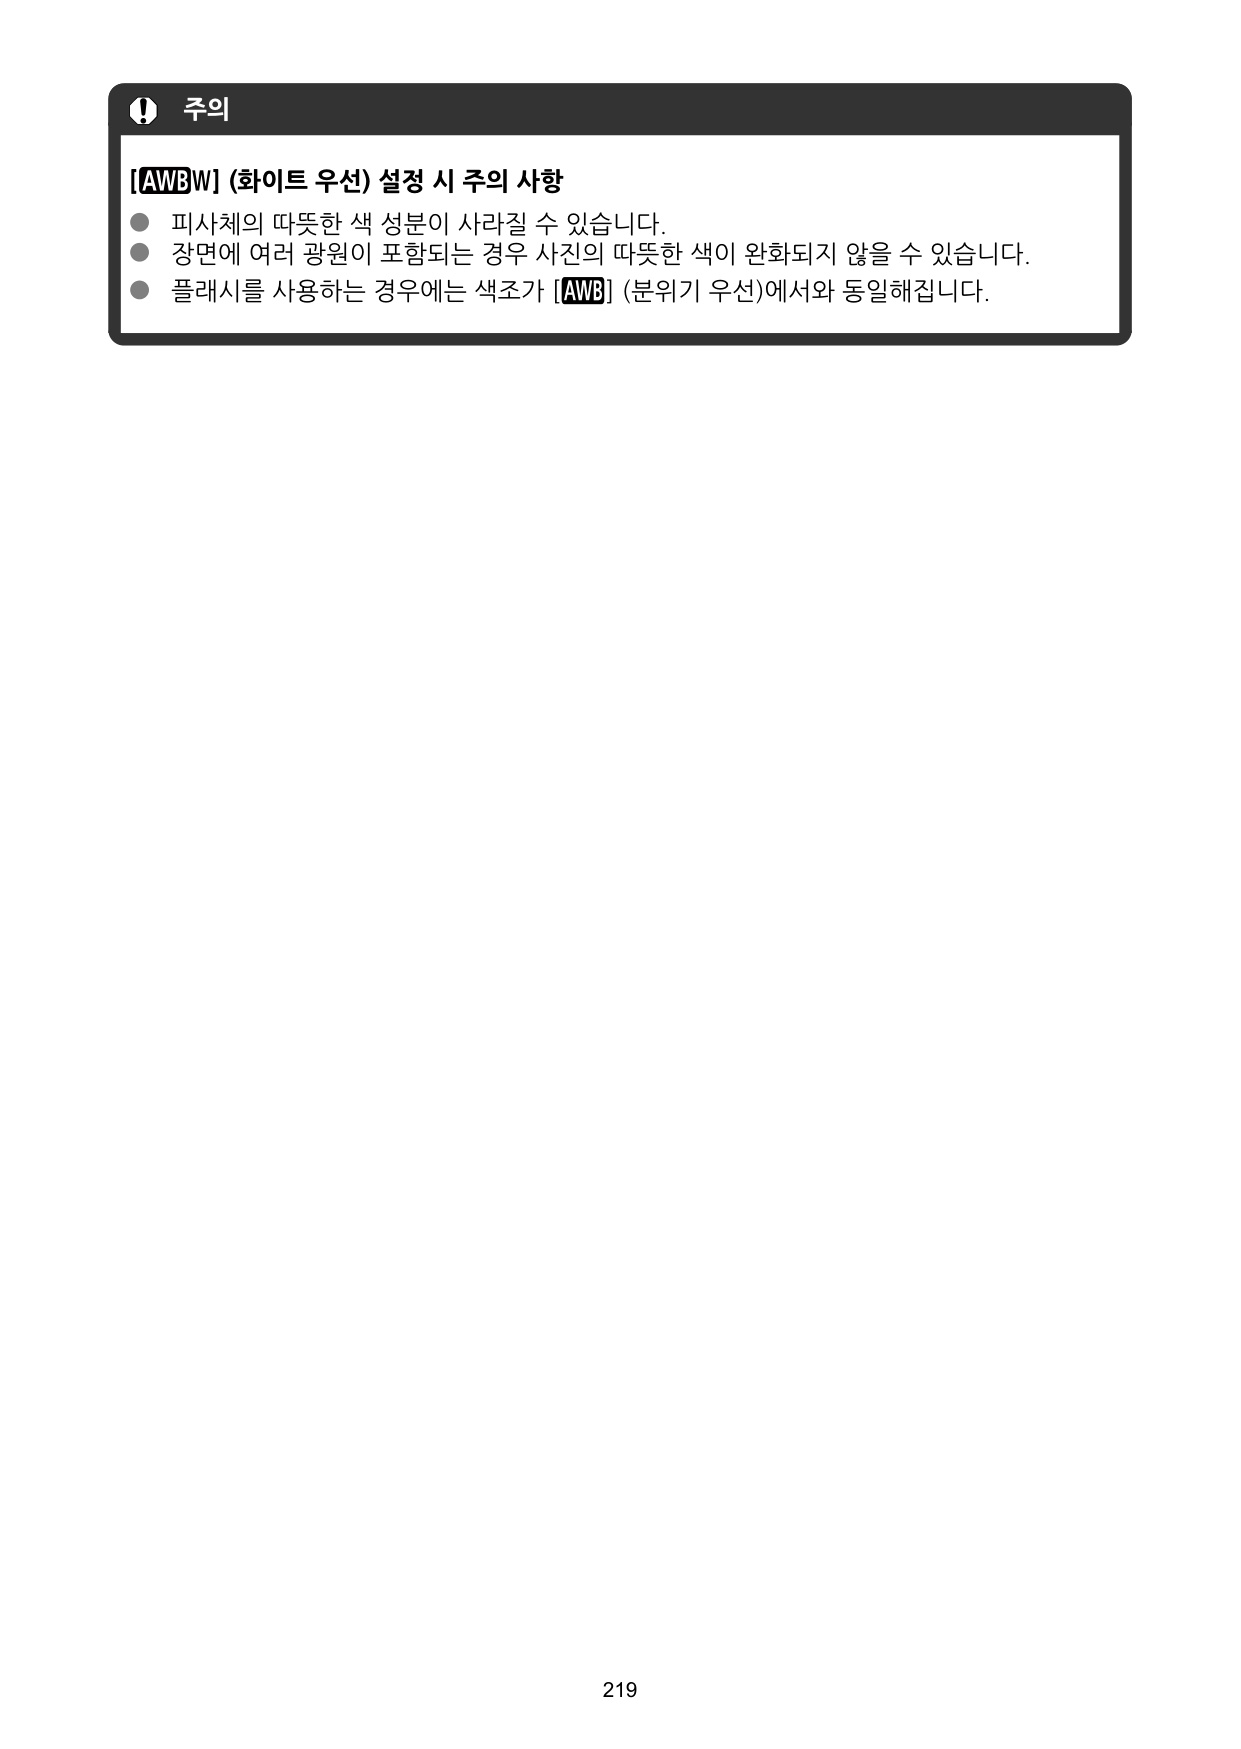 주의
[AWBW] (화이트 우선) 설정 시 주의 사항
● 피사체의 따뜻한 색 성분이 사라질 수 있습니다.
● 장면에 여러 광원이 포함되는 경우 사진의 따뜻한 색이 완화되지 않을 수 있습니다.
● 플래시를 사용하는 경우에는 색조가 [AWB] (분위기 우선)에서와 동일해집니다.
219